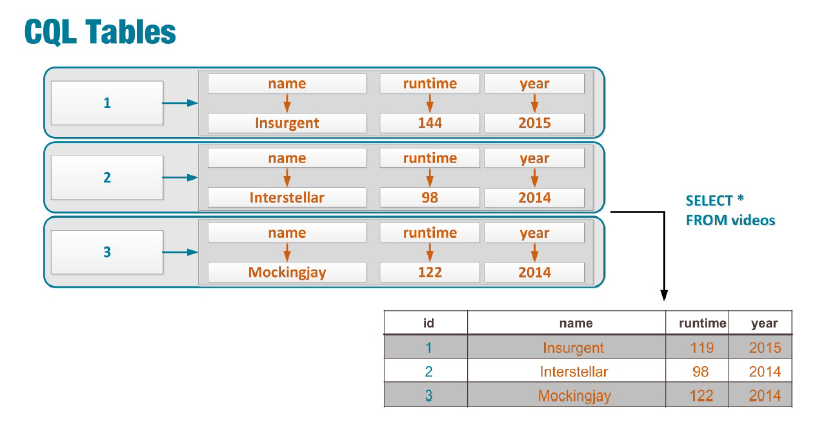 CQL Tables
name runtime year
1
Insurgent 144 2015
name runtime year
2
Interstellar 98 2014
SELECT *
FROM videos
name runtime year
3
Mockingjay 122 2014
id name runtime year
1 Insurgent 119 2015
2 Interstellar 98 2014
3 Mockingjay 122 2014